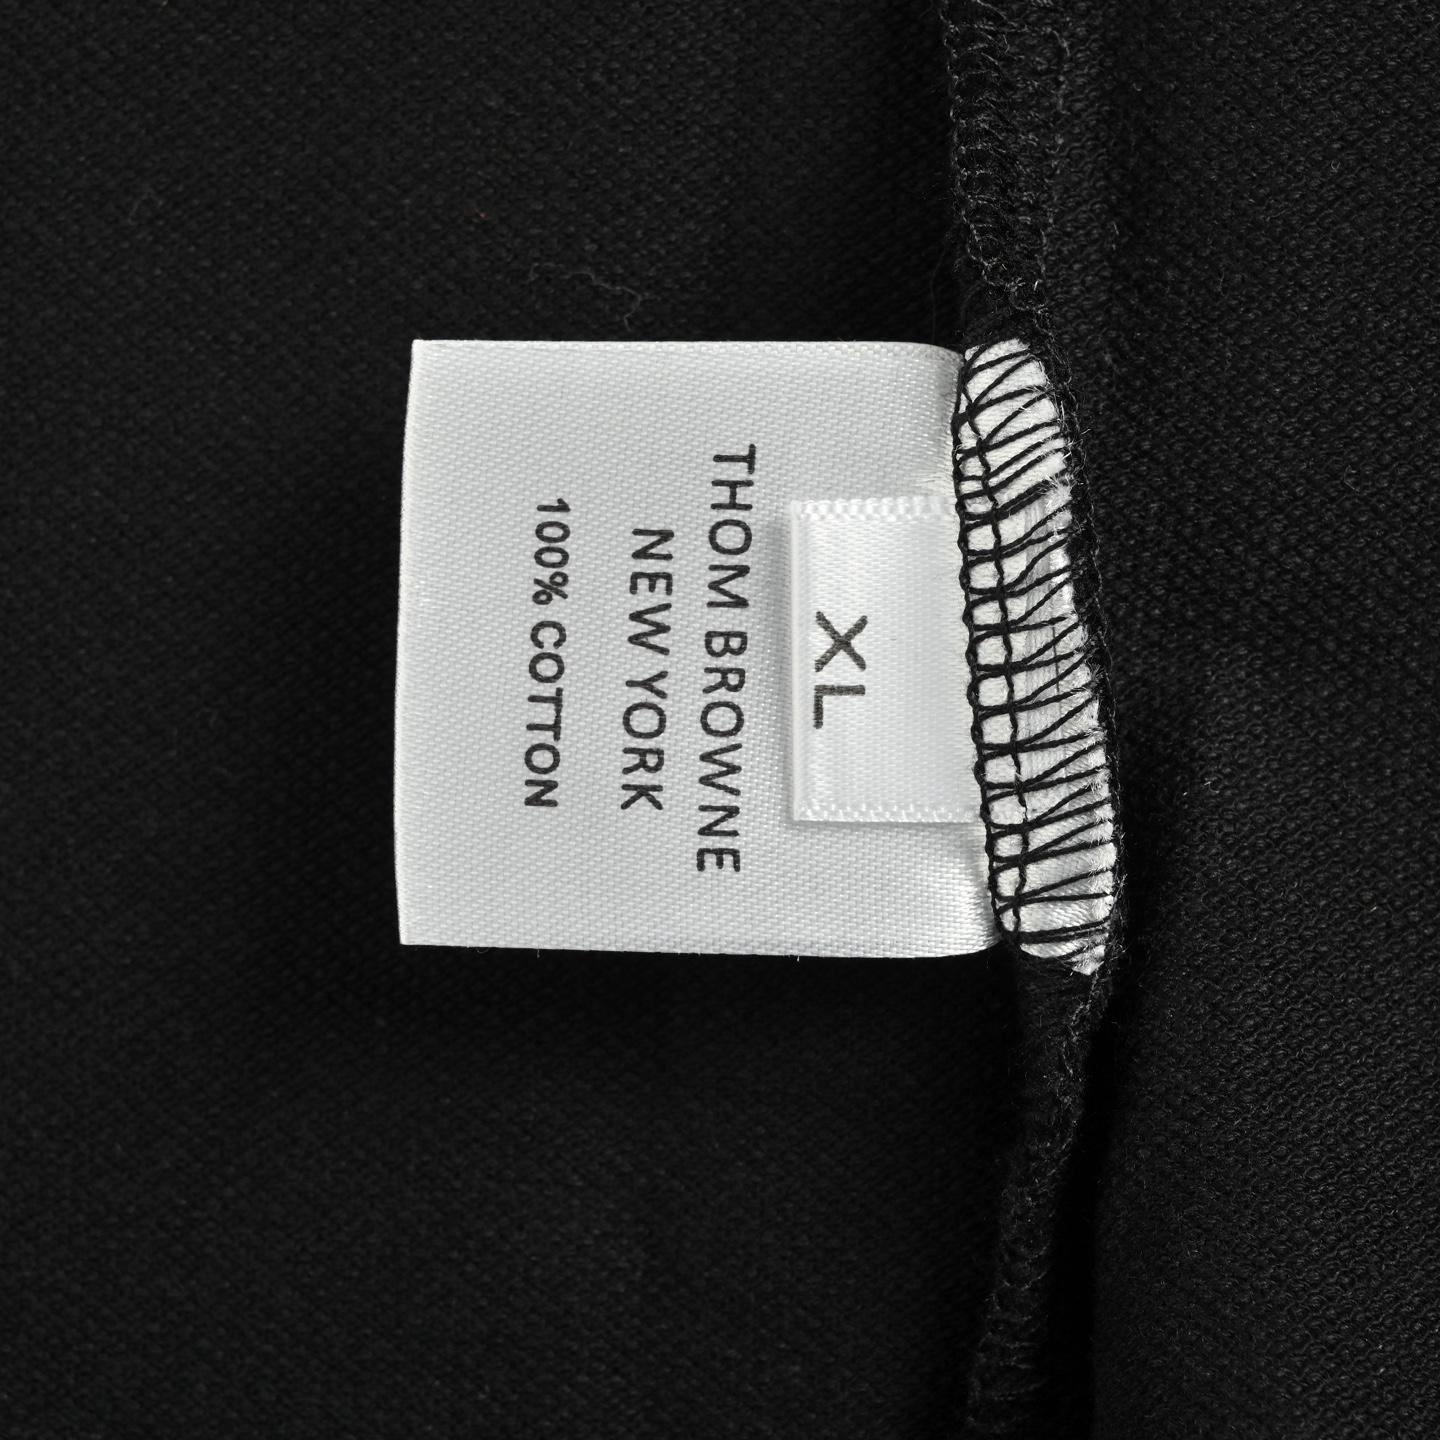 XL
THOM BROWNE
NEW YORK
100% COTTON